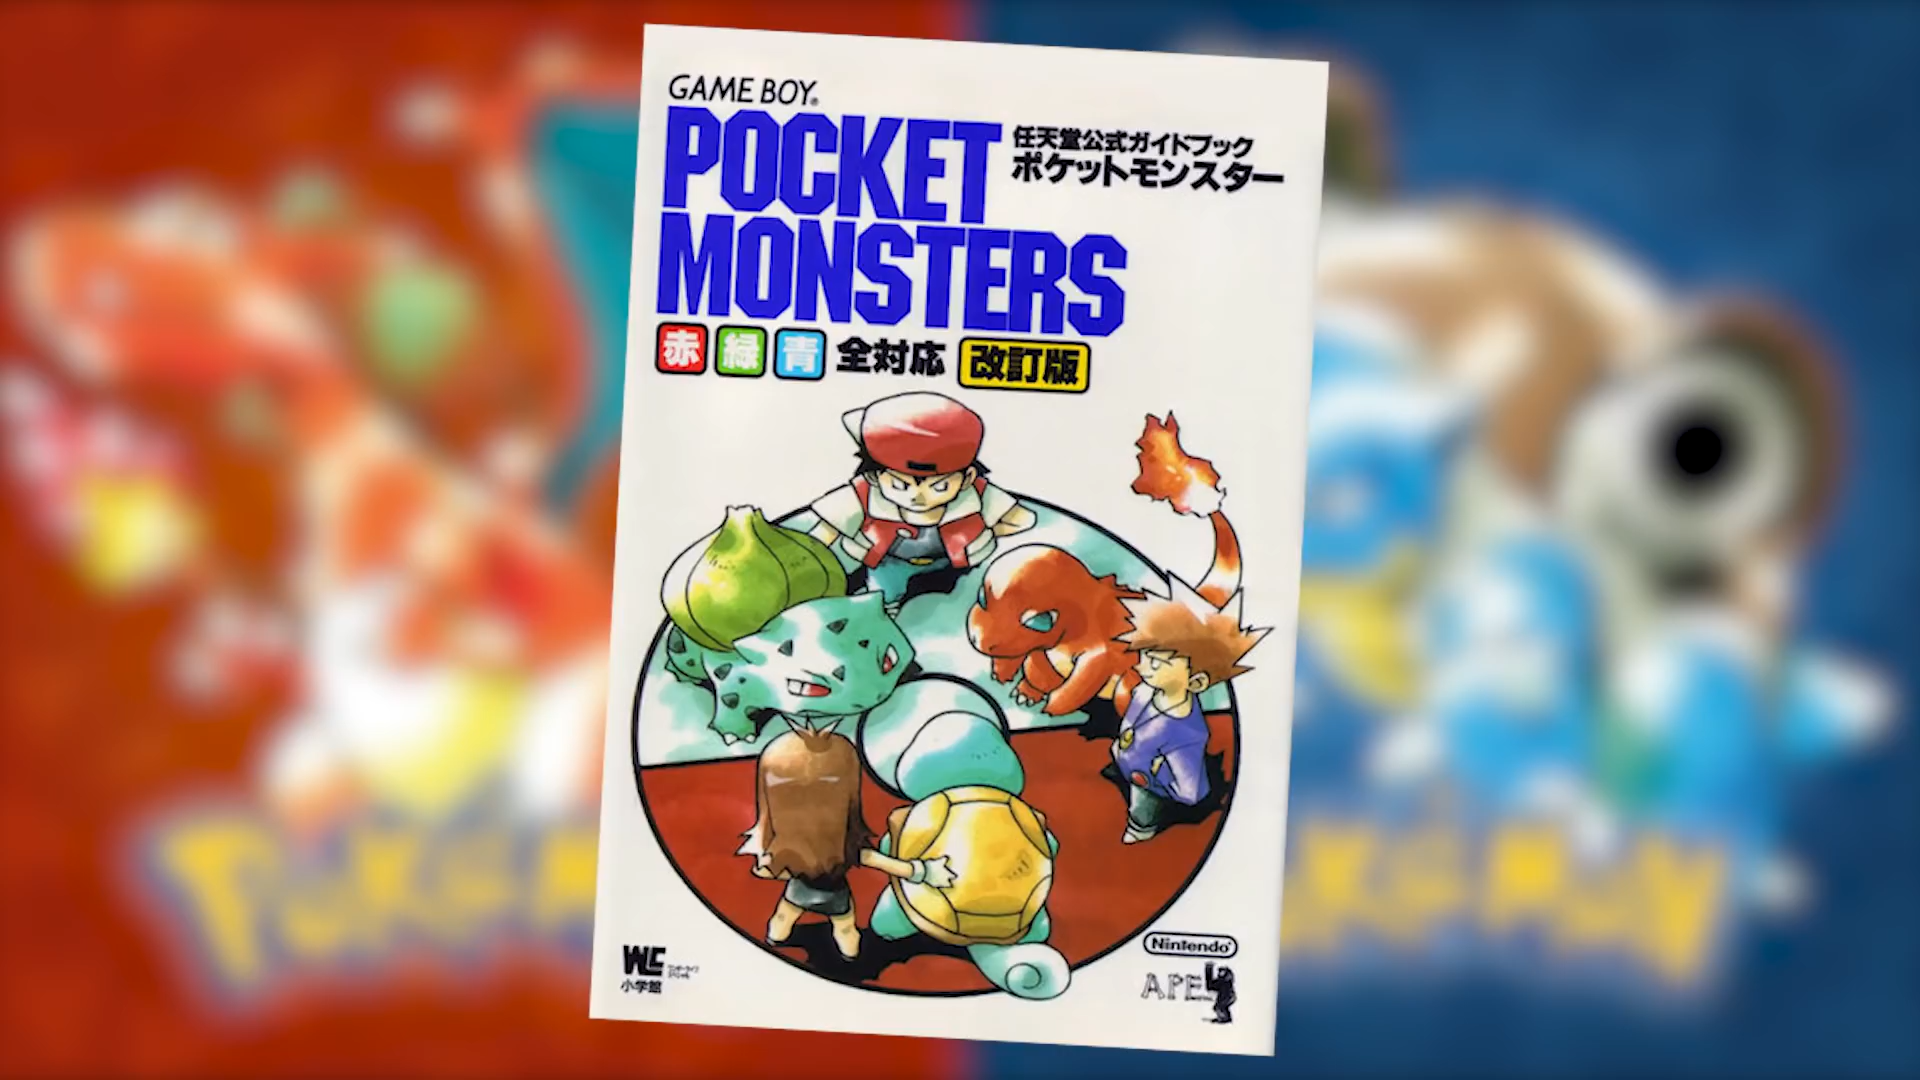 GAME BOY®
POCKET
MONSTERS
任天堂公式ガイドブック
ポケットモンスター
赤 緑 青 全対応 改訂版
WLC
小学館
Nintendo®
APE